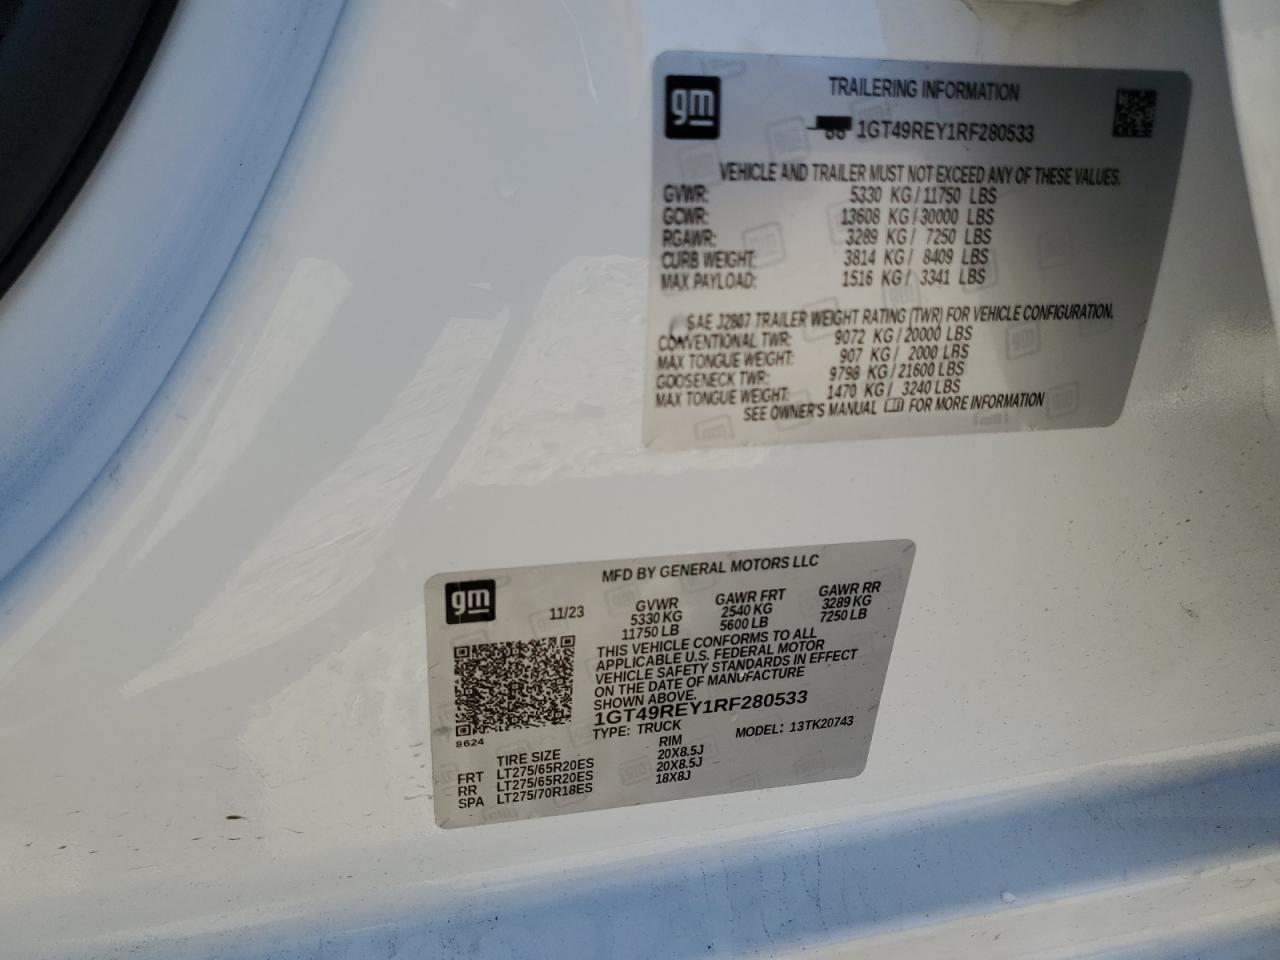 gm
TRAILERING INFORMATION
1GT49REY1RF280533
VEHICLE AND TRAILER MUST NOT EXCEED ANY OF THESE VALUES.
GVWR: 5330 KG / 11750 LBS
GCWR: 13608 KG / 30000 LBS
RGAWR: 3289 KG / 7250 LBS
CURB WEIGHT: 3814 KG / 8409 LBS
MAX PAYLOAD: 1516 KG / 3341 LBS
SAE J2807 TRAILER WEIGHT RATING (TWR) FOR VEHICLE CONFIGURATION.
CONVENTIONAL TWR: 9072 KG / 20000 LBS
MAX TONGUE WEIGHT: 907 KG / 2000 LBS
GOOSENECK TWR: 9798 KG / 21600 LBS
MAX TONGUE WEIGHT: 1470 KG / 3240 LBS
SEE OWNER'S MANUAL FOR MORE INFORMATION
gm
MFD BY GENERAL MOTORS LLC
11/23 GVWR GAWR FRT GAWR RR
5330 KG 2540 KG 3289 KG
11750 LB 5600 LB 7250 LB
THIS VEHICLE CONFORMS TO ALL
APPLICABLE U.S. FEDERAL MOTOR
VEHICLE SAFETY STANDARDS IN EFFECT
ON THE DATE OF MANUFACTURE
SHOWN ABOVE.
1GT49REY1RF280533
TYPE: TRUCK MODEL: 13TK20743
8624
TIRE SIZE RIM
FRT LT275/65R20ES 20X8.5J
RR LT275/65R20ES 20X8.5J
SPA LT275/70R18ES 18X8J